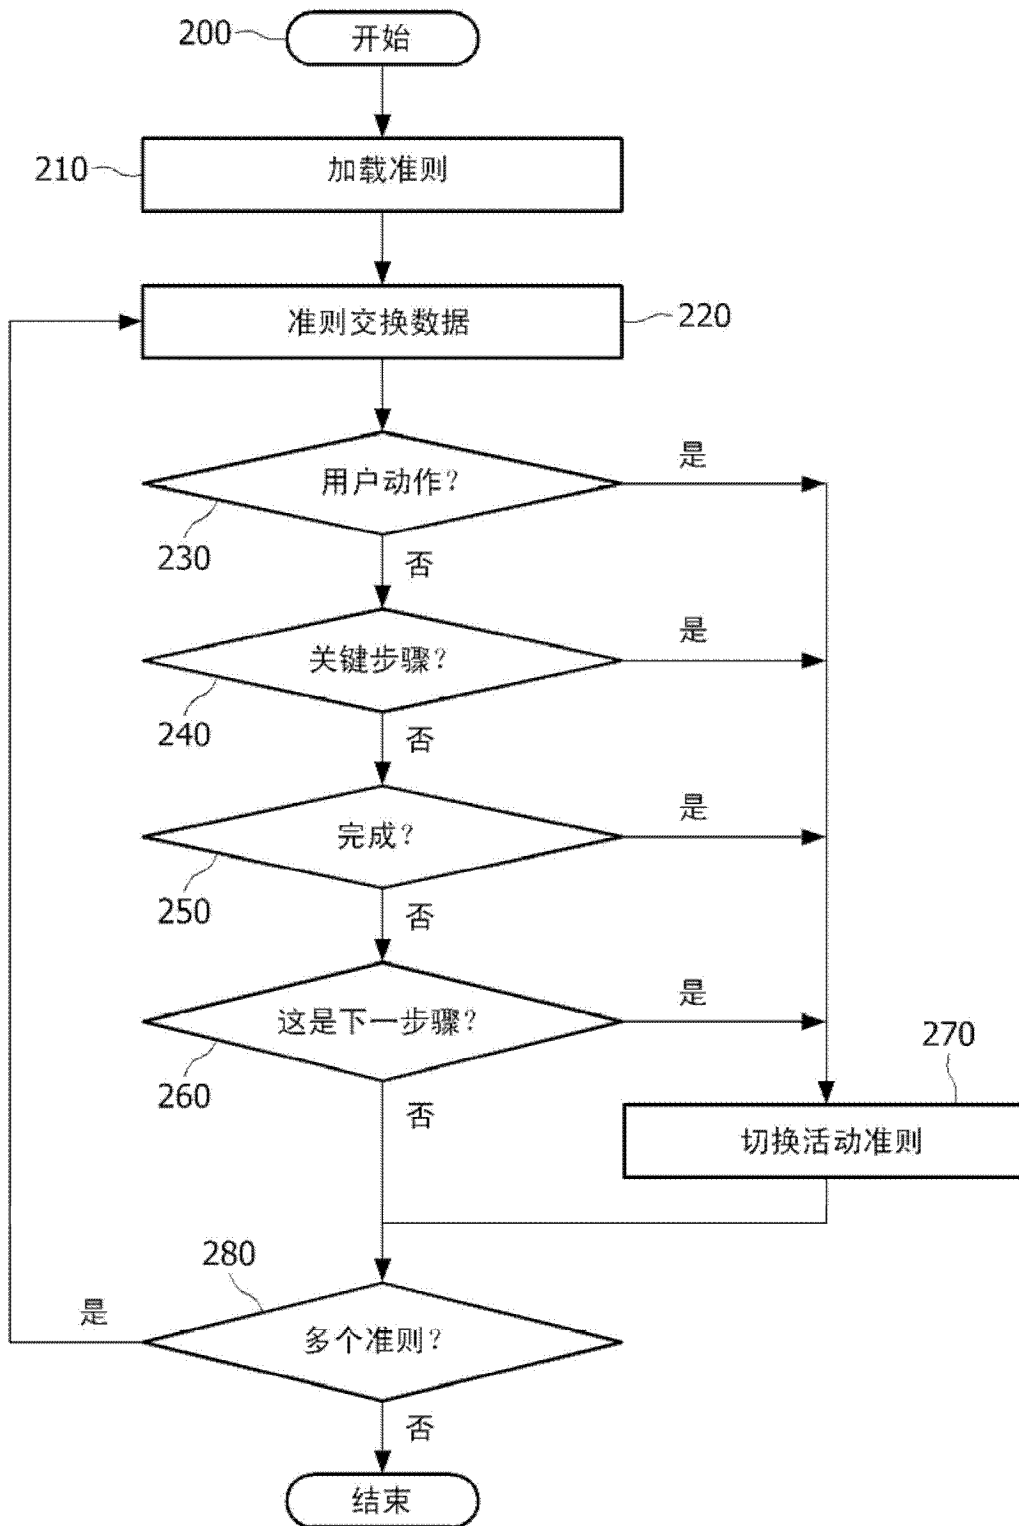 200
开始
210
加载准则
准则交换数据
220
是
用户动作?
230
否
是
关键步骤?
240
否
是
完成?
250
否
是
这是下一步骤?
260
270
否
切换活动准则
280
是
多个准则?
否
结束